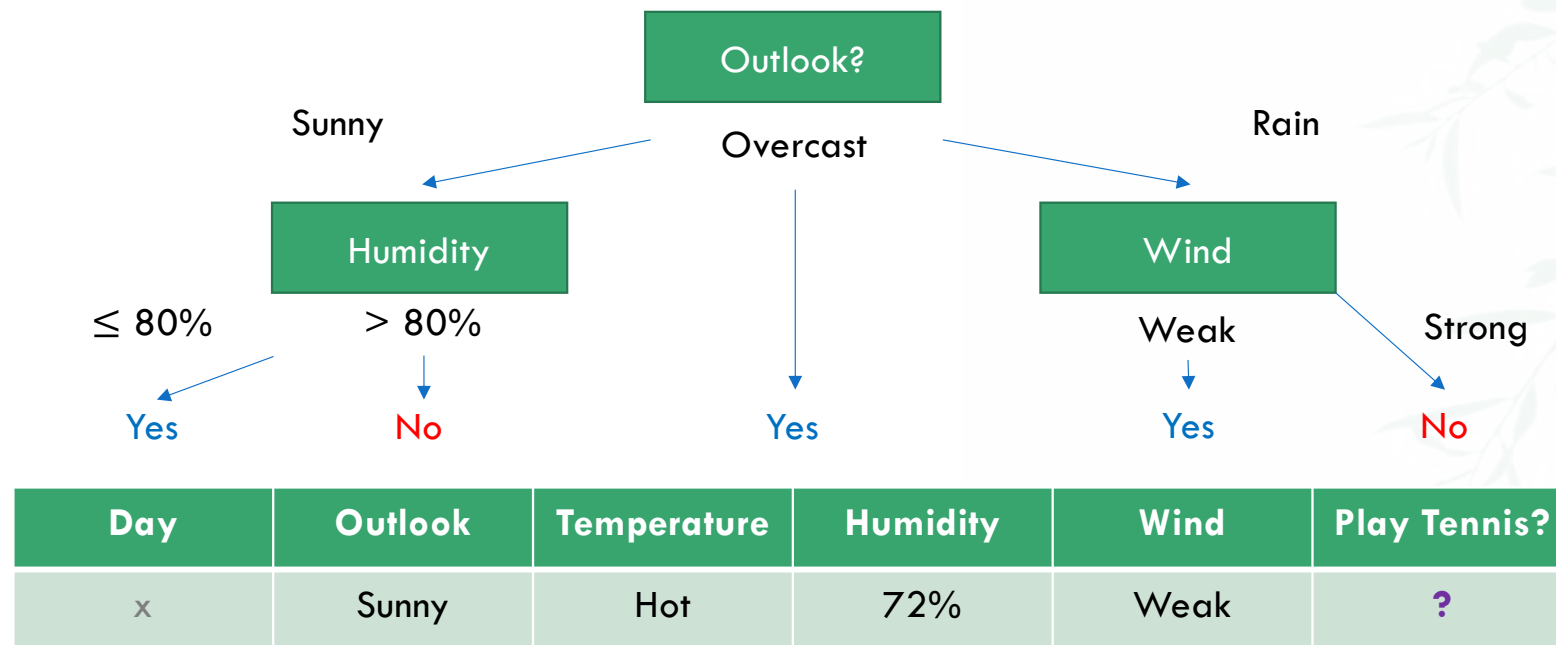 Outlook?
Sunny
Overcast
Rain
Humidity
Wind
≤ 80%
> 80%
Weak
Strong
Yes
No
Yes
Yes
No
Day Outlook Temperature Humidity Wind Play Tennis?
x Sunny Hot 72% Weak ?